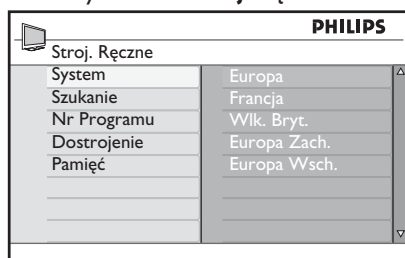 PHILIPS
Stroj. Ręczne
System
Szukanie
Nr Programu
Dostrojenie
Pamięć
Europa
Francja
Wlk. Bryt.
Europa Zach.
Europa Wsch.